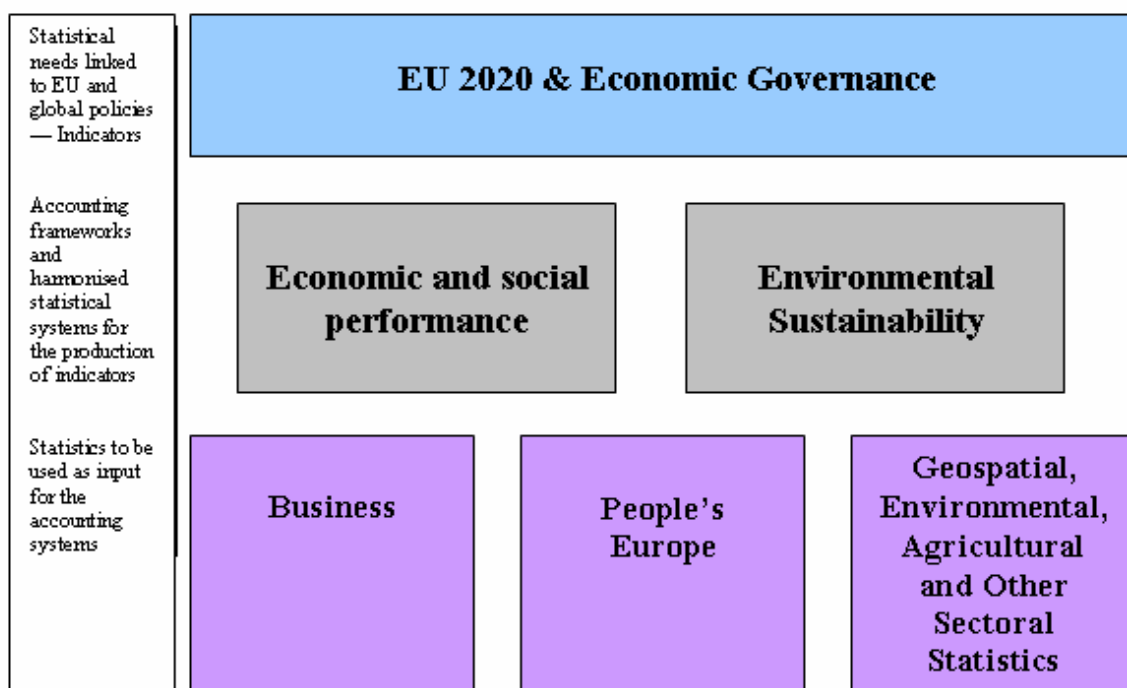 Statistical
needs linked
to EU and
global policies
— Indicators
EU 2020 & Economic Governance
Accounting
frameworks
and
harmonised
statistical
systems for
the production
of indicators
Economic and social
performance
Environmental
Sustainability
Statistics to be
used as input
for the
accounting
systems
Business
People's
Europe
Geospatial,
Environmental,
Agricultural
and Other
Sectoral
Statistics